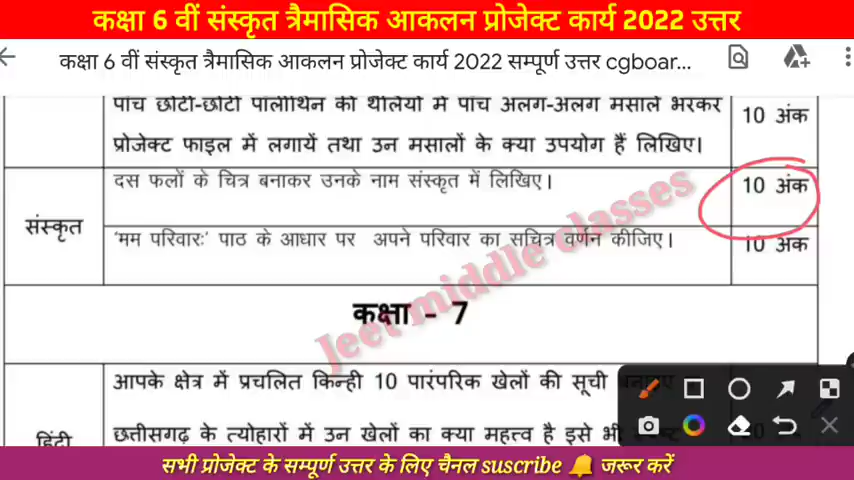 कक्षा 6 वीं संस्कृत त्रैमासिक आकलन प्रोजेक्ट कार्य 2022 उत्तर
कक्षा 6 वीं संस्कृत त्रैमासिक आकलन प्रोजेक्ट कार्य 2022 सम्पूर्ण उत्तर cgboar...
पांच छोटी-छोटी पॉलीथिन की थैलियों में पांच अलग-अलग मसाले भरकर
प्रोजेक्ट फाइल में लगायें तथा उन मसालों के क्या उपयोग हैं लिखिए।
10 अंक
संस्कृत
दस फलों के चित्र बनाकर उनके नाम संस्कृत में लिखिए।
10 अंक
'मम परिवारः' पाठ के आधार पर अपने परिवार का सचित्र वर्णन कीजिए।
10 अंक
Jeet middle classes
कक्षा - 7
हिंदी
आपके क्षेत्र में प्रचलित किन्ही 10 पारंपरिक खेलों की सूची
छत्तीसगढ़ के त्योहारों में उन खेलों का क्या महत्व है इसे भी
सभी प्रोजेक्ट के सम्पूर्ण उत्तर के लिए चैनल suscribe जरूर करें